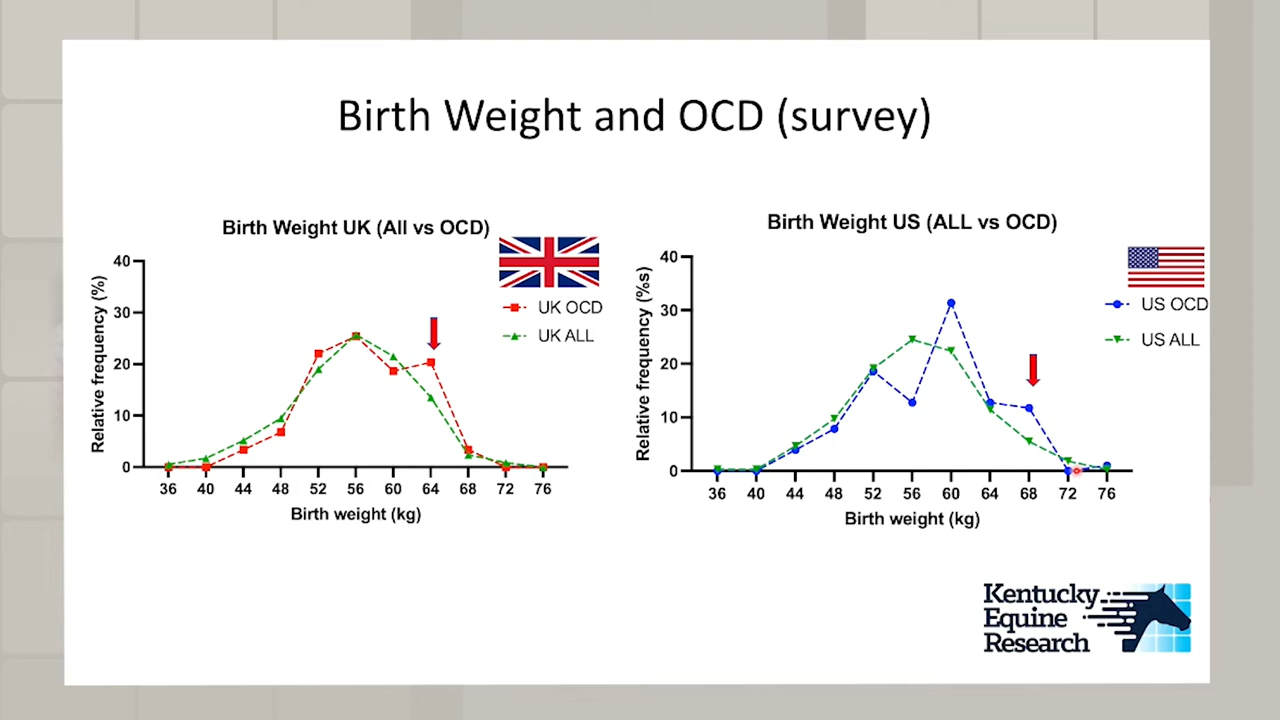 Birth Weight and OCD (survey)
Birth Weight UK (All vs OCD)
Relative frequency (%)
40
30
20
10
0
36 40 44 48 52 56 60 64 68 72 76
Birth weight (kg)
UK OCD
UK ALL
Birth Weight US (ALL vs OCD)
Relative frequency (%s)
40
30
20
10
0
36 40 44 48 52 56 60 64 68 72 76
Birth weight (kg)
US OCD
US ALL
Kentucky
Equine
Research